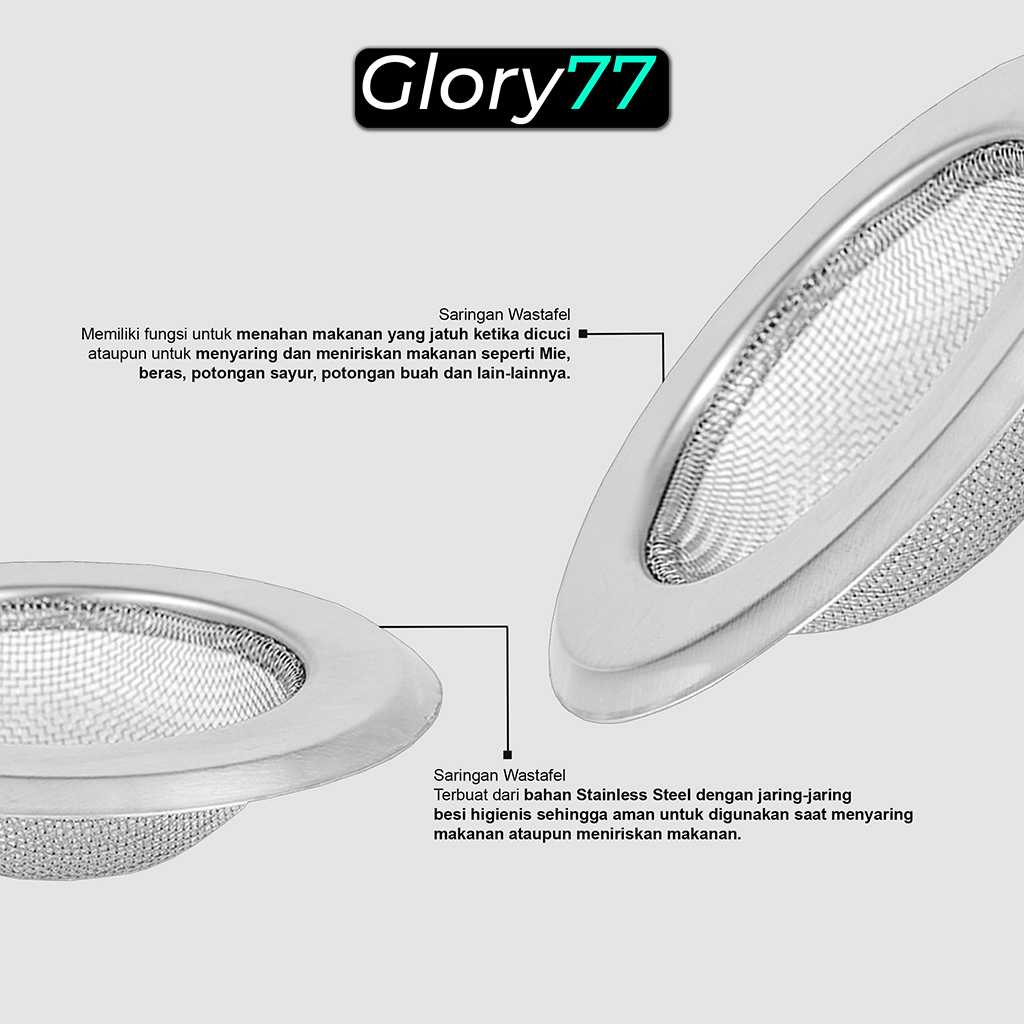 Glory77
Saringan Wastafel
Memiliki fungsi untuk menahan makanan yang jatuh ketika dicuci
ataupun untuk menyaring dan meniriskan makanan seperti Mie,
beras, potongan sayur, potongan buah dan lain-lainnya.
Saringan Wastafel
Terbuat dari bahan Stainless Steel dengan jaring-jaring
besi higienis sehingga aman untuk digunakan saat menyaring
makanan ataupun meniriskan makanan.